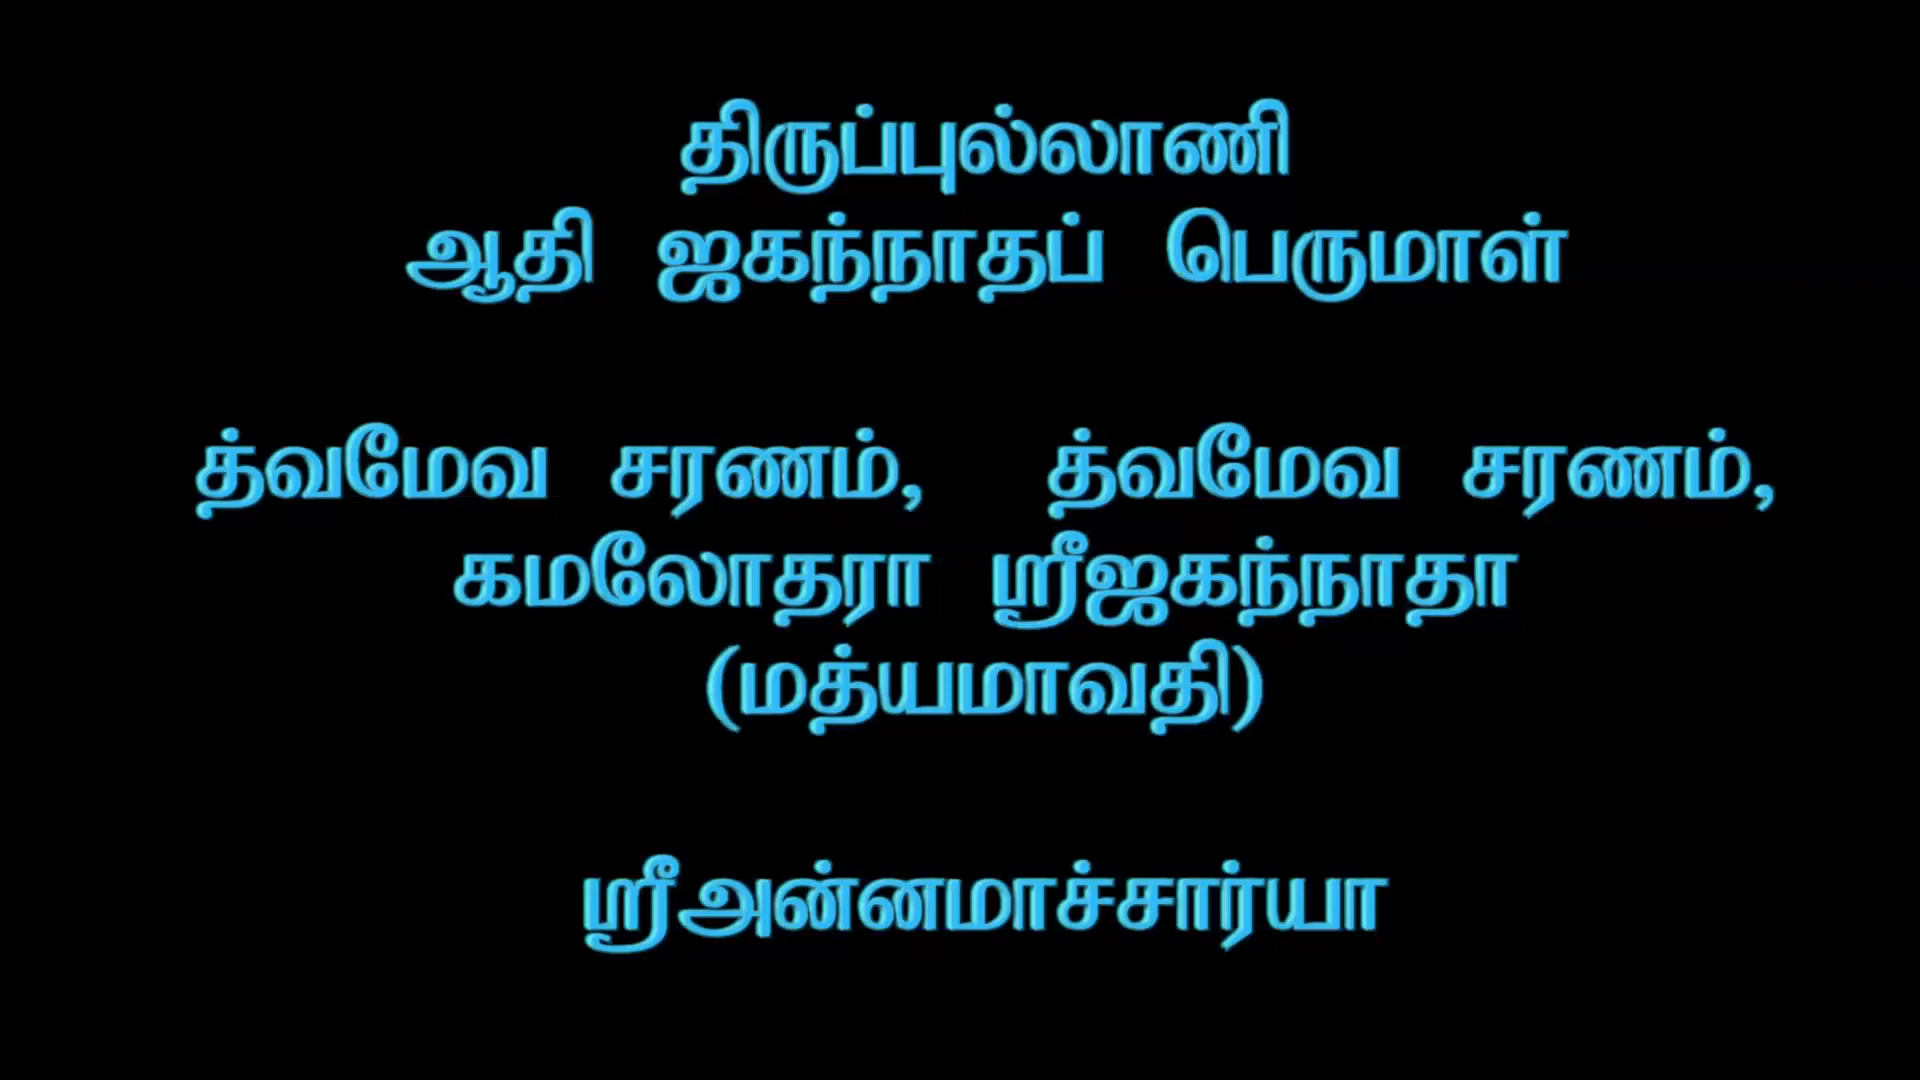 திருப்புல்லாணி
ஆதி ஜகந்நாதப் பெருமாள்
த்வமேவ சரணம், த்வமேவ சரணம்,
கமலோதரா ஸ்ரீஜகந்நாதா
(மத்யமாவதி)
ஸ்ரீஅன்னமாச்சார்யா